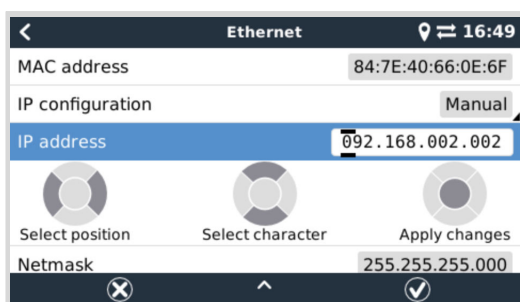 Ethernet 16:49
MAC address 84:7E:40:66:0E:6F
IP configuration Manual
IP address 092.168.002.002
Select position Select character Apply changes
Netmask 255.255.255.000